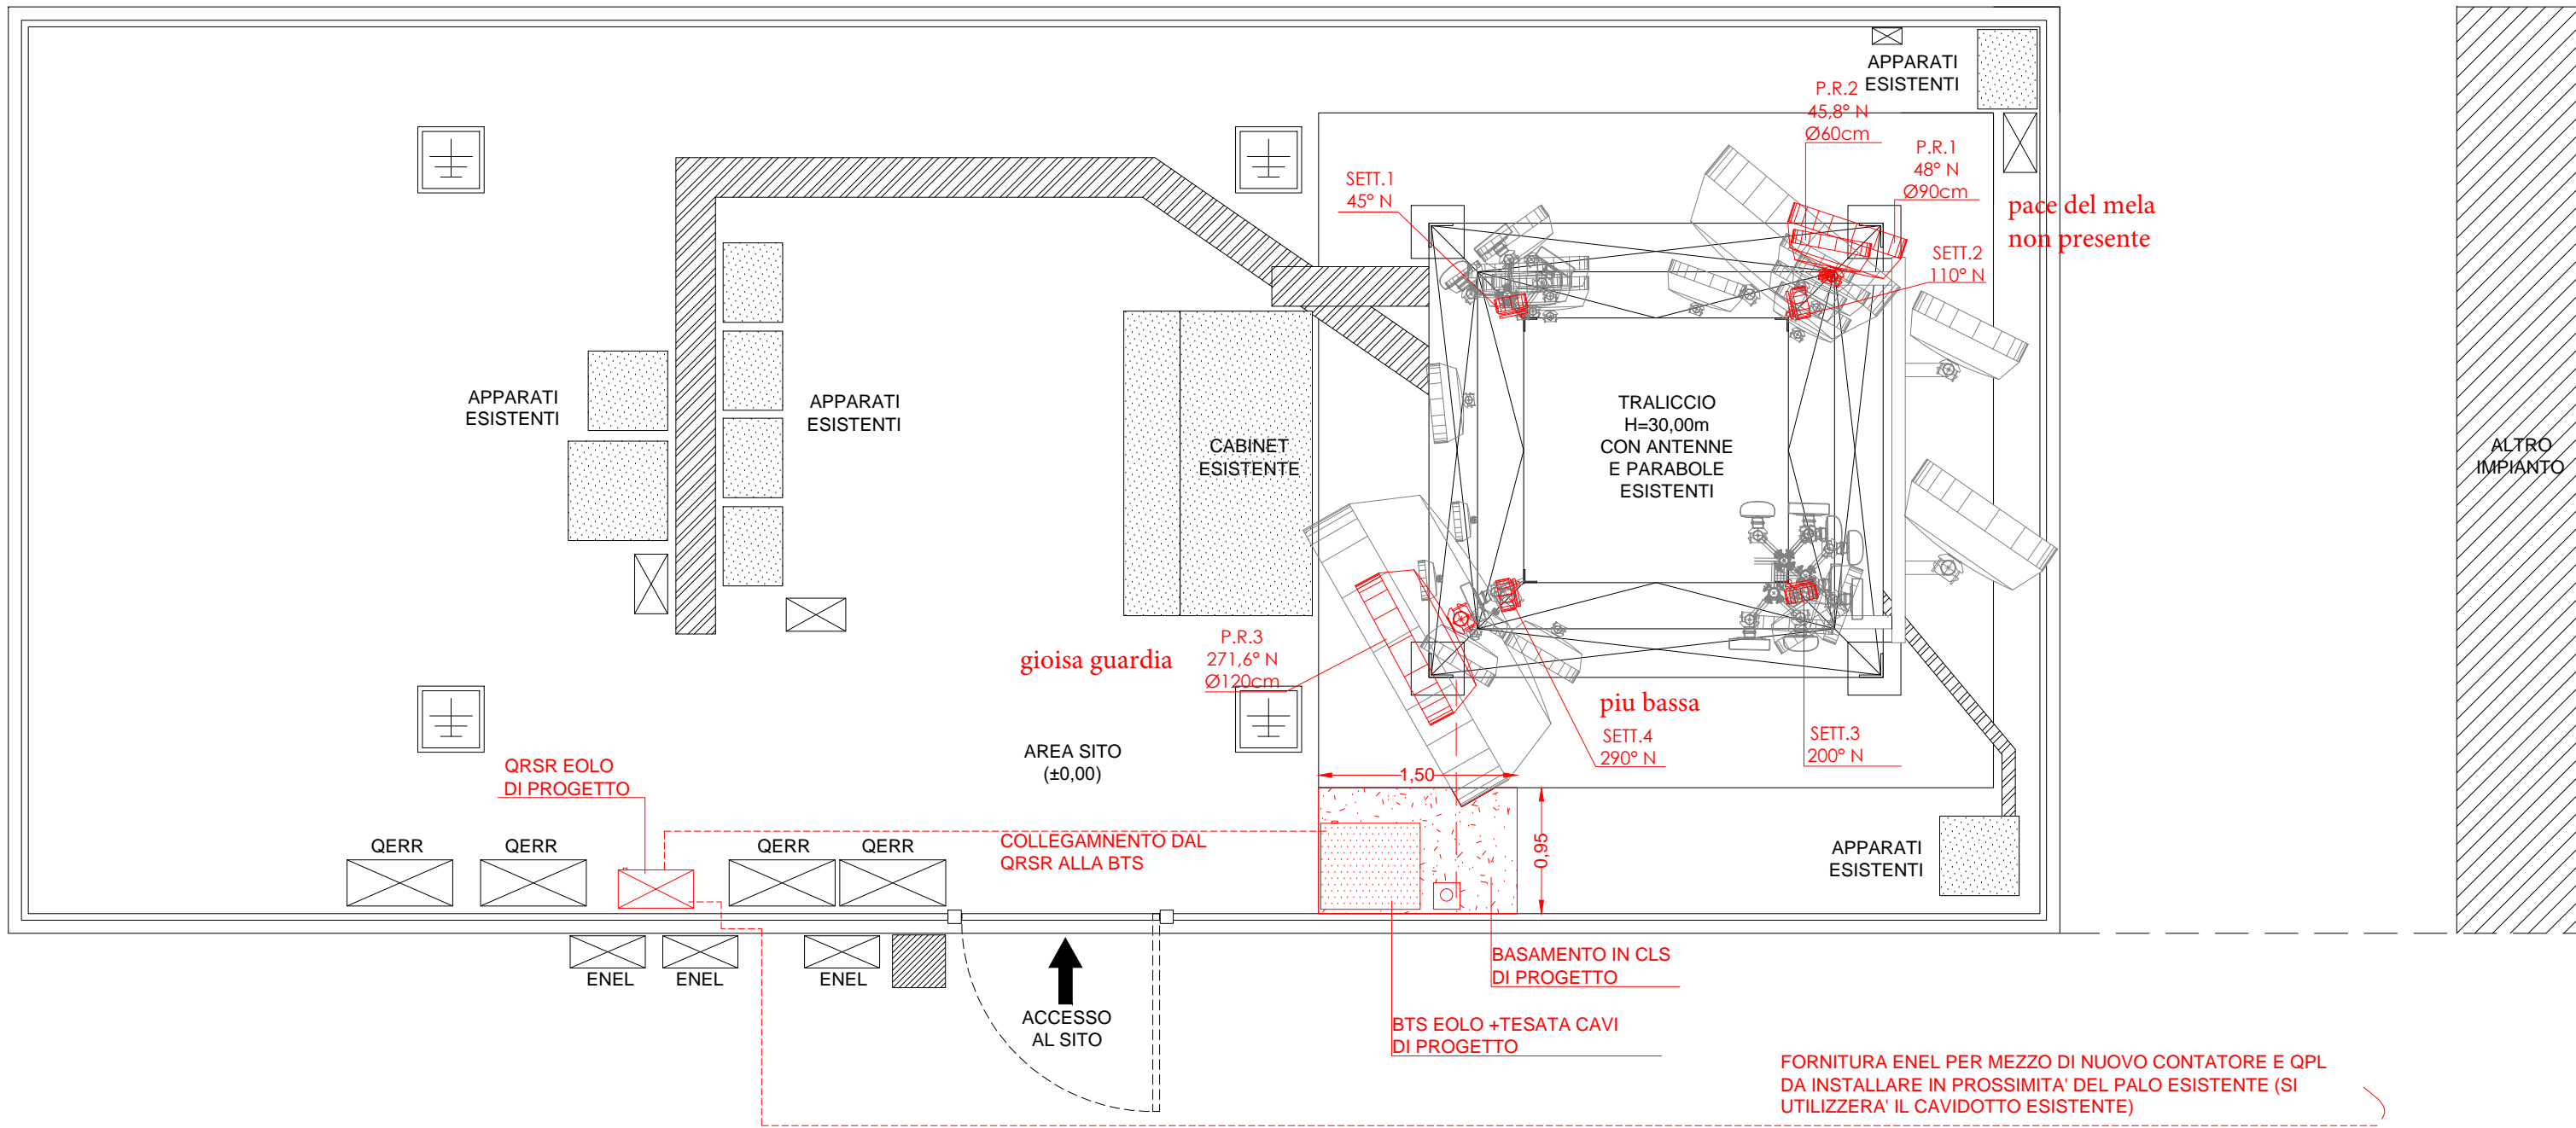 APPARATI
ESISTENTI
P.R.2
45,8° N
Ø60cm
P.R.1
48° N
Ø90cm
pace del mela
non presente
SETT.1
45° N
SETT.2
110° N
APPARATI
ESISTENTI
APPARATI
ESISTENTI
CABINET
ESISTENTE
TRALICCIO
H=30,00m
CON ANTENNE
E PARABOLE
ESISTENTI
ALTRO
IMPIANTO
P.R.3
271,6° N
Ø120cm
gioisa guardia
piu bassa
SETT.4
290° N
SETT.3
200° N
AREA SITO
(±0,00)
QRSR EOLO
DI PROGETTO
1,50
0,95
QERR
QERR
QERR
QERR
COLLEGAMNENTO DAL
QRSR ALLA BTS
APPARATI
ESISTENTI
ENEL
ENEL
ENEL
ACCESSO
AL SITO
BASAMENTO IN CLS
DI PROGETTO
BTS EOLO +TESATA CAVI
DI PROGETTO
FORNITURA ENEL PER MEZZO DI NUOVO CONTATORE E QPL
DA INSTALLARE IN PROSSIMITA' DEL PALO ESISTENTE (SI
UTILIZZERA' IL CAVIDOTTO ESISTENTE)